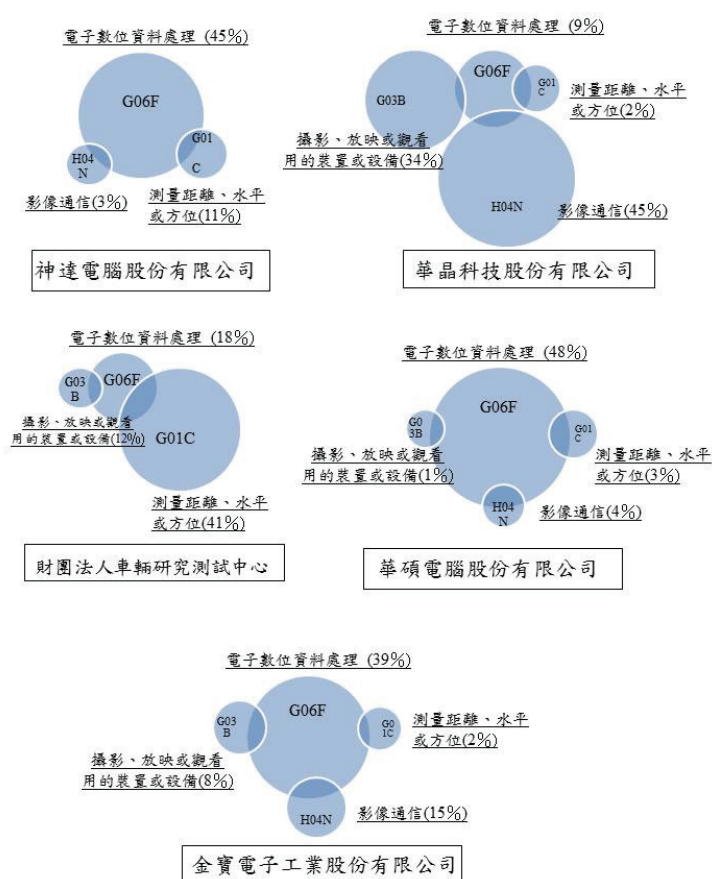 電子數位資料處理 (45%)
G06F
H04
N
G01
C
影像通信(3%)
測量距離、水平
或方位(11%)
神達電腦股份有限公司
電子數位資料處理 (9%)
G03B
G06F
G01
C
測量距離、水平
或方位(2%)
攝影、放映或觀看
用的裝置或設備(34%)
H04N
影像通信(45%)
華晶科技股份有限公司
電子數位資料處理 (18%)
G03
B
G06F
攝影、放映或觀看
用的裝置或設備(12%)
G01C
測量距離、水平
或方位(41%)
財團法人車輛研究測試中心
電子數位資料處理 (48%)
G06F
G0
3B
G01
C
攝影、放映或觀看
用的裝置或設備(1%)
測量距離、水平
或方位(3%)
H04
N
影像通信(4%)
華碩電腦股份有限公司
電子數位資料處理 (39%)
G06F
G03
B
G0
1C
測量距離、水平
或方位(2%)
攝影、放映或觀看
用的裝置或設備(8%)
H04N
影像通信(15%)
金寶電子工業股份有限公司